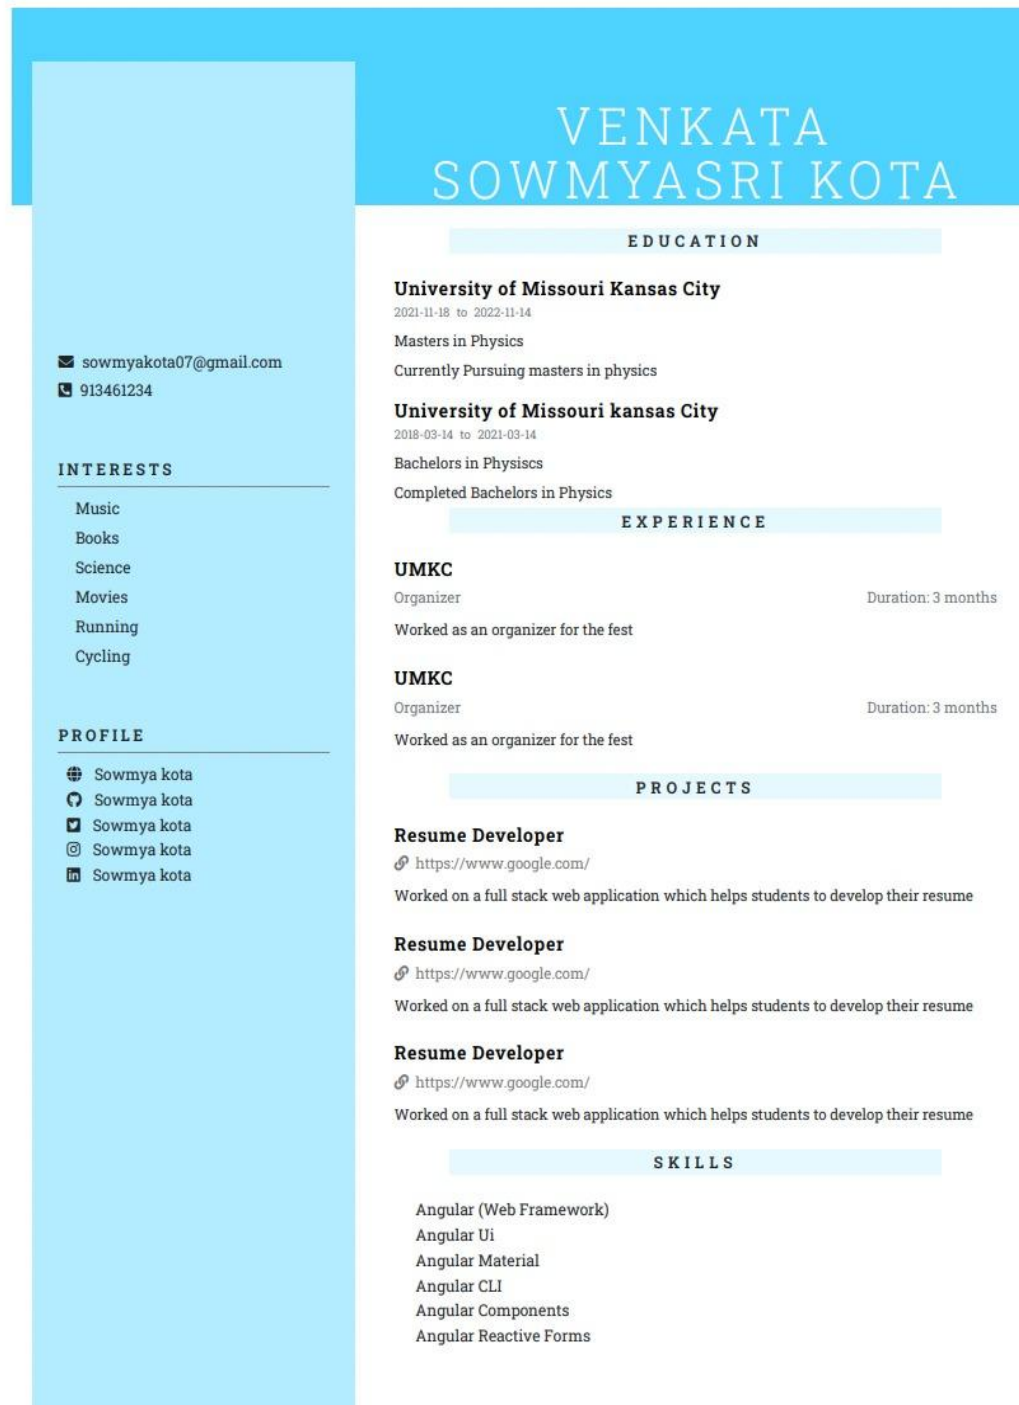 VENKATA
SOWMYASRI KOTA
sowmyakota07@gmail.com
913461234
INTERESTS
Music
Books
Science
Movies
Running
Cycling
PROFILE
Sowmya kota
Sowmya kota
Sowmya kota
Sowmya kota
Sowmya kota
EDUCATION
University of Missouri Kansas City
2021-11-18 to 2022-11-14
Masters in Physics
Currently Pursuing masters in physics
University of Missouri kansas City
2018-03-14 to 2021-03-14
Bachelors in Physiscs
Completed Bachelors in Physics
EXPERIENCE
UMKC
Organizer Duration: 3 months
Worked as an organizer for the fest
UMKC
Organizer Duration: 3 months
Worked as an organizer for the fest
PROJECTS
Resume Developer
https://www.google.com/
Worked on a full stack web application which helps students to develop their resume
Resume Developer
https://www.google.com/
Worked on a full stack web application which helps students to develop their resume
Resume Developer
https://www.google.com/
Worked on a full stack web application which helps students to develop their resume
SKILLS
Angular (Web Framework)
Angular Ui
Angular Material
Angular CLI
Angular Components
Angular Reactive Forms